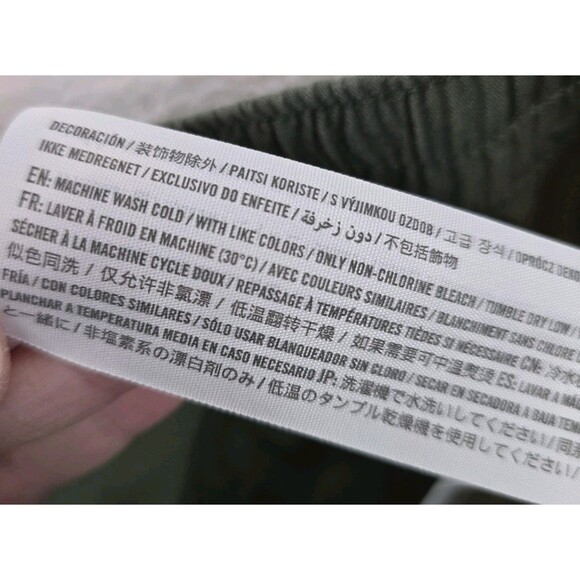 DECORACIÓN / 装饰物除外 / PAITSI KORISTE / S VÝJIMKOU OZDOB / 고급 장식 / OPRÓCZ
IKKE MEDREGNET / EXCLUSIVO DO ENFEITE / دون زخرفة / 不包括飾物
EN: MACHINE WASH COLD / WITH LIKE COLORS / ONLY NON-CHLORINE BLEACH / TUMBLE DRY LOW /
FR: LAVER À FROID EN MACHINE (30°C) / AVEC COULEURS SIMILAIRES / BLANCHIMENT SANS CHLORE
SÉCHER À LA MACHINE CYCLE DOUX / REPASSAGE À TEMPÉRATURES TIÈDES SI NÉCESSAIRE CN: 冷水
似色同洗 / 仅允许非氯漂 / 低温翻转干燥 / 如果需要可中温熨烫 ES: LAVAR A
FRÍA / CON COLORES SIMILARES / SÓLO USAR BLANQUEADOR SIN CLORO / SECAR EN SECADORA A BAJA
PLANCHAR A TEMPERATURA MEDIA EN CASO NECESARIO JP: 洗濯機で水洗いしてください / 同系
と一緒に / 非塩素系の漂白剤のみ / 低温のタンブル乾燥機を使用してください /